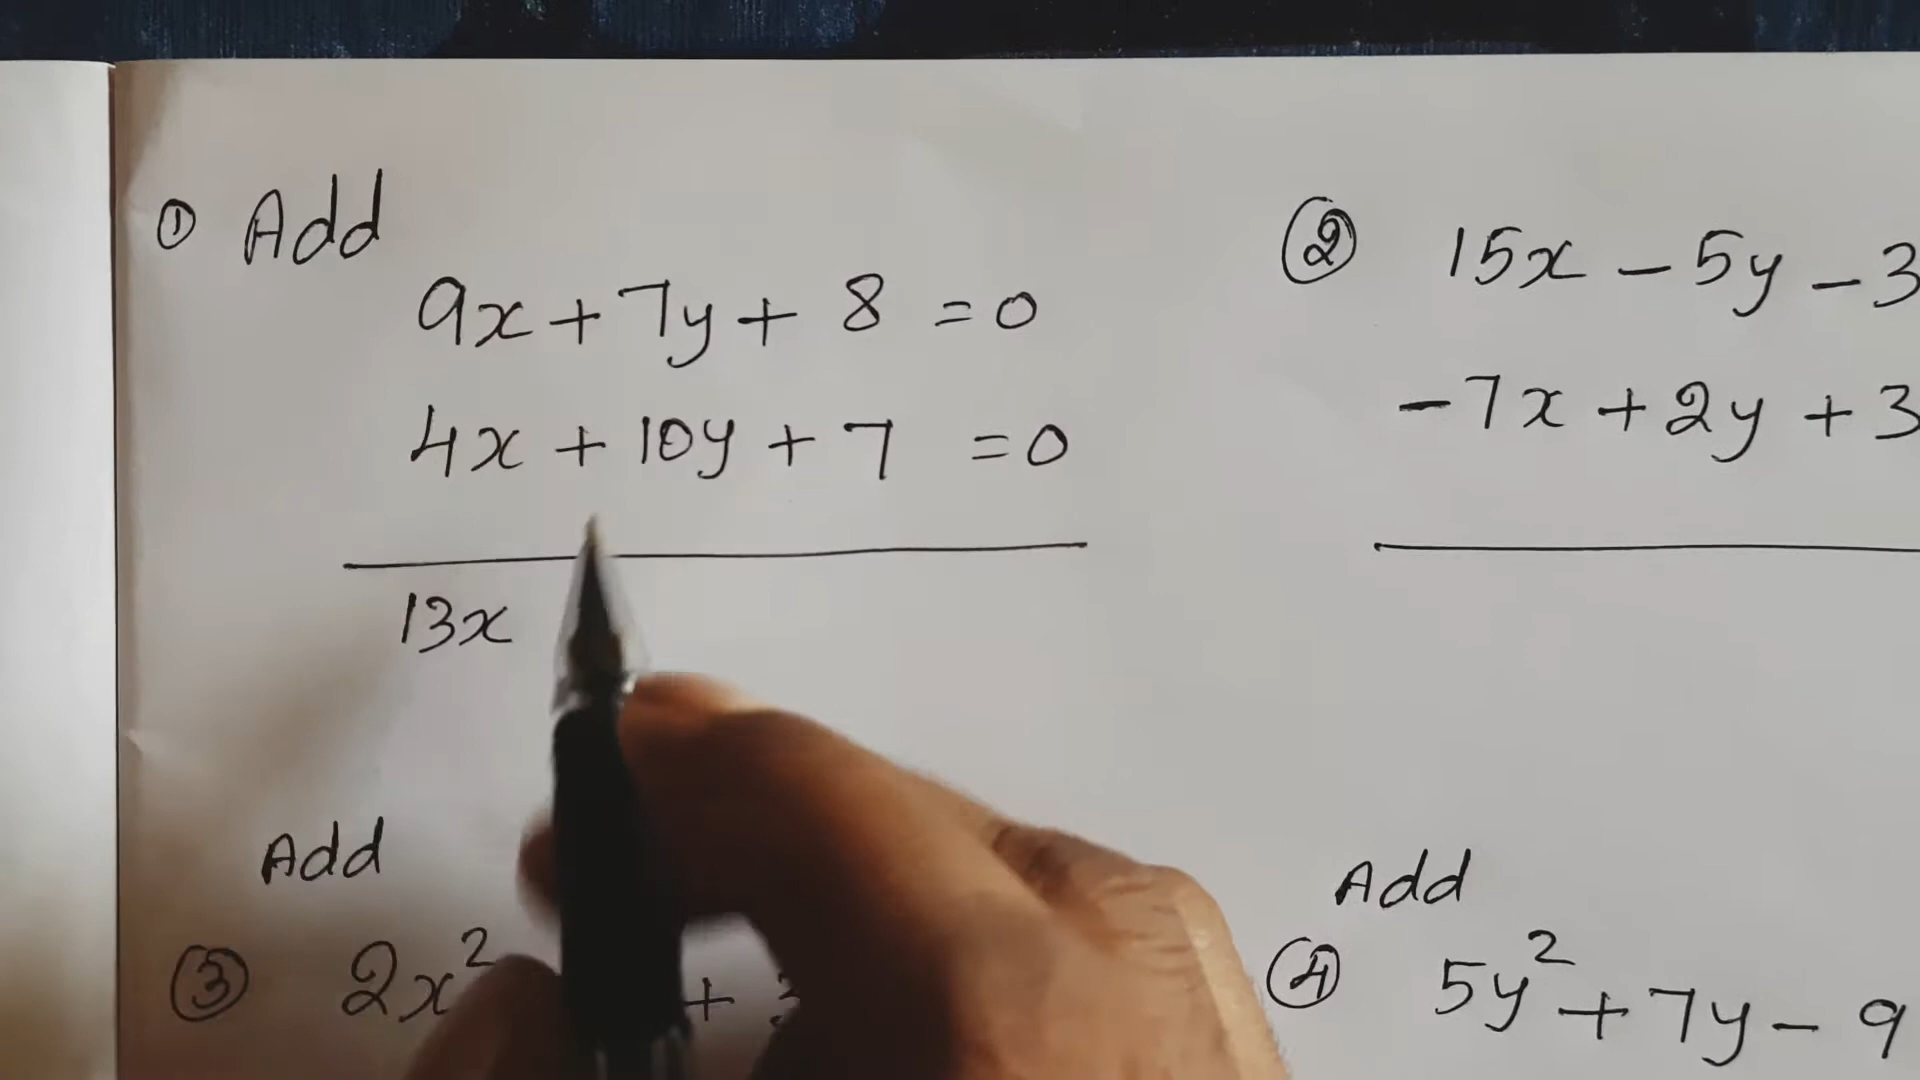 ① Add
9x + 7y + 8 = 0
4x + 10y + 7 = 0
13x
② 15x - 5y - 3
-7x + 2y + 3
Add
③ 2x² + 3
Add
④ 5y² + 7y - 9